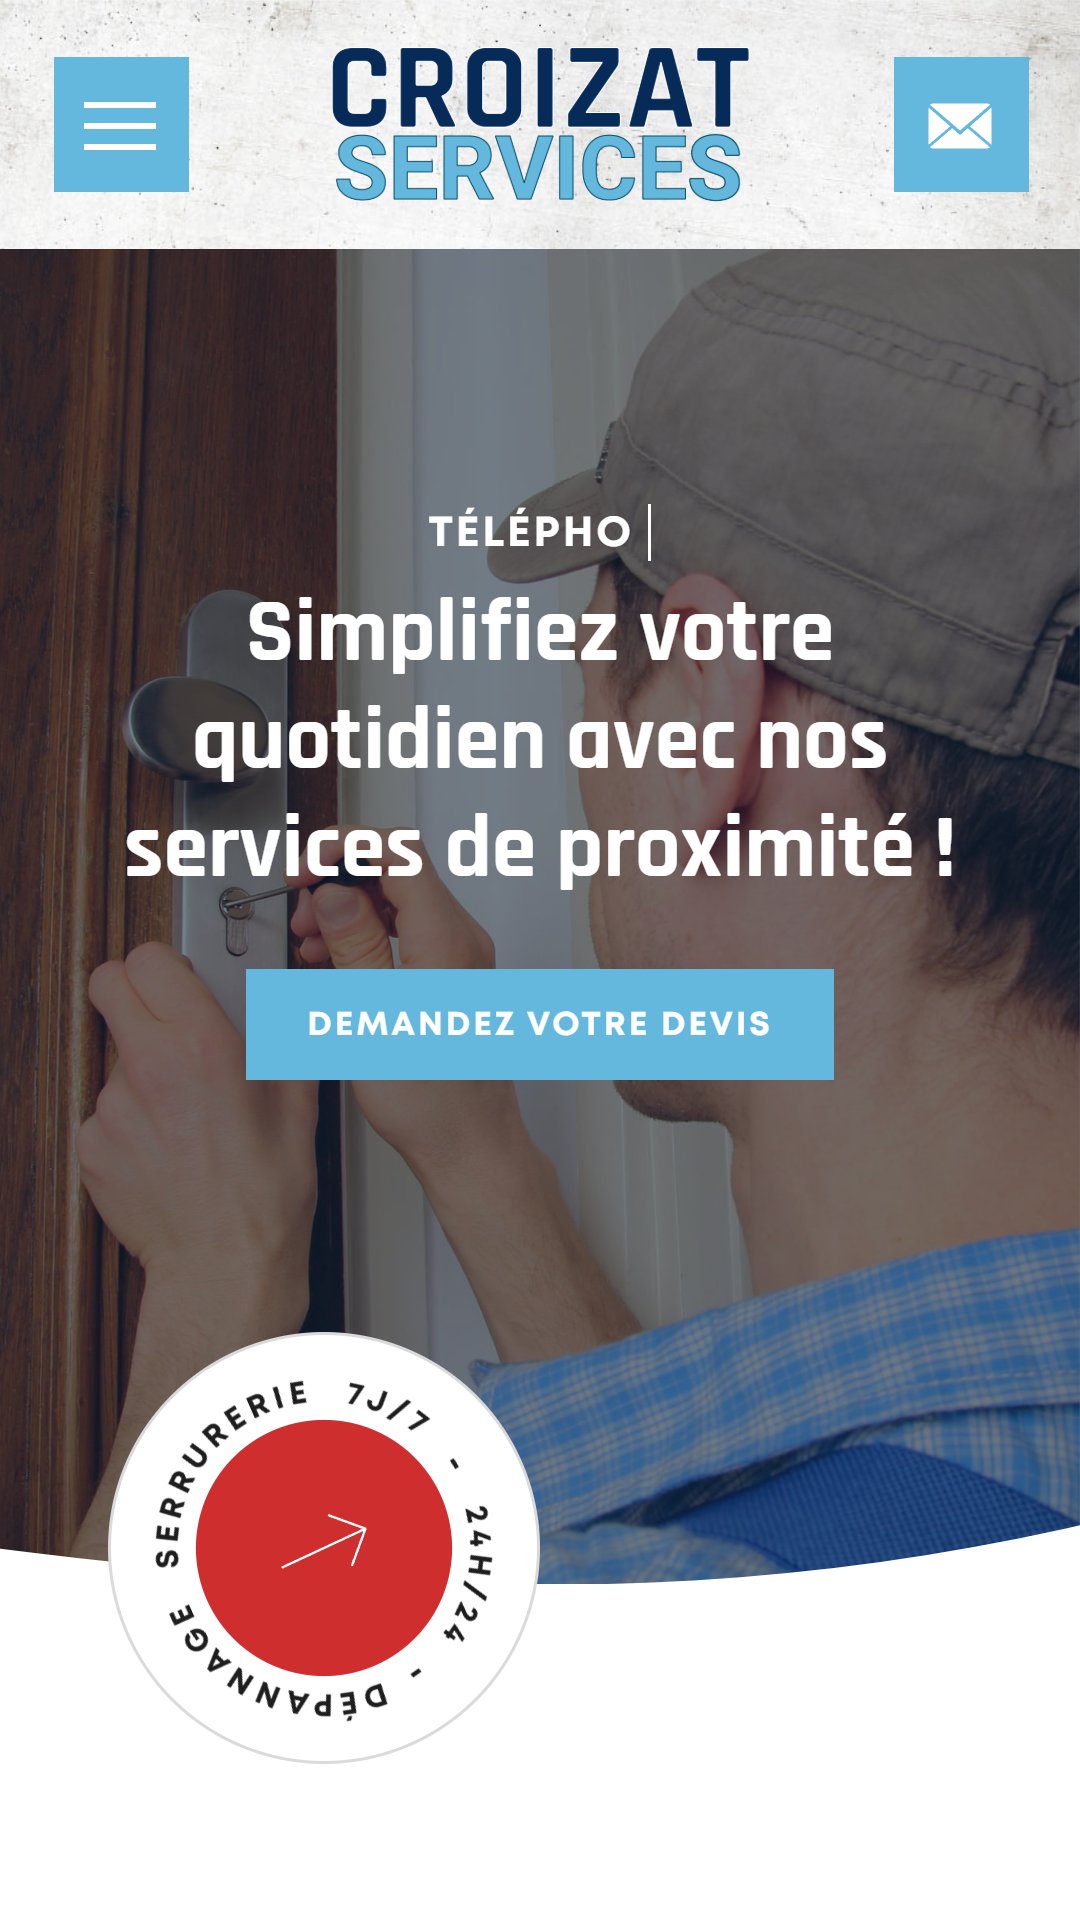 CROIZAT
SERVICES
TÉLÉPHO
Simplifiez votre
quotidien avec nos
services de proximité !
DEMANDEZ VOTRE DEVIS
DÉPANNAGE SERRURERIE 7J/7 - 24H/24 -